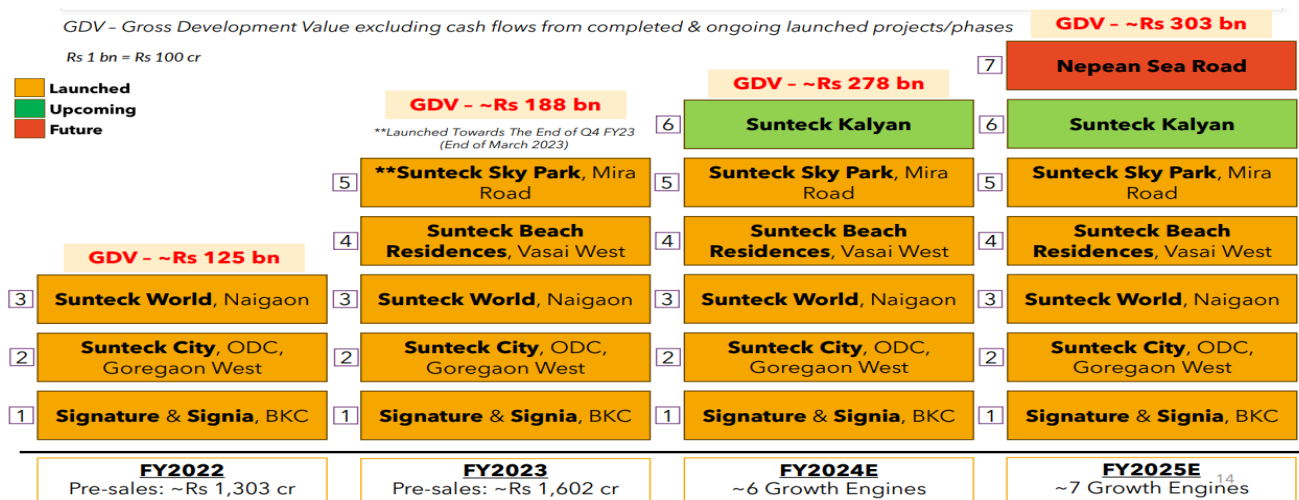 GDV – Gross Development Value excluding cash flows from completed & ongoing launched projects/phases
Rs 1 bn = Rs 100 cr
Launched
Upcoming
Future
GDV – ~Rs 125 bn
3
Sunteck World, Naigaon
2
Sunteck City, ODC,
Goregaon West
1
Signature & Signia, BKC
FY2022
Pre-sales: ~Rs 1,303 cr
GDV – ~Rs 188 bn
**Launched Towards The End of Q4 FY23
(End of March 2023)
5
**Sunteck Sky Park, Mira
Road
4
Sunteck Beach
Residences, Vasai West
3
Sunteck World, Naigaon
2
Sunteck City, ODC,
Goregaon West
1
Signature & Signia, BKC
FY2023
Pre-sales: ~Rs 1,602 cr
GDV – ~Rs 278 bn
6
Sunteck Kalyan
5
Sunteck Sky Park, Mira
Road
4
Sunteck Beach
Residences, Vasai West
3
Sunteck World, Naigaon
2
Sunteck City, ODC,
Goregaon West
1
Signature & Signia, BKC
FY2024E
~6 Growth Engines
GDV – ~Rs 303 bn
7
Nepean Sea Road
6
Sunteck Kalyan
5
Sunteck Sky Park, Mira
Road
4
Sunteck Beach
Residences, Vasai West
3
Sunteck World, Naigaon
2
Sunteck City, ODC,
Goregaon West
1
Signature & Signia, BKC
FY2025E
~7 Growth Engines
14